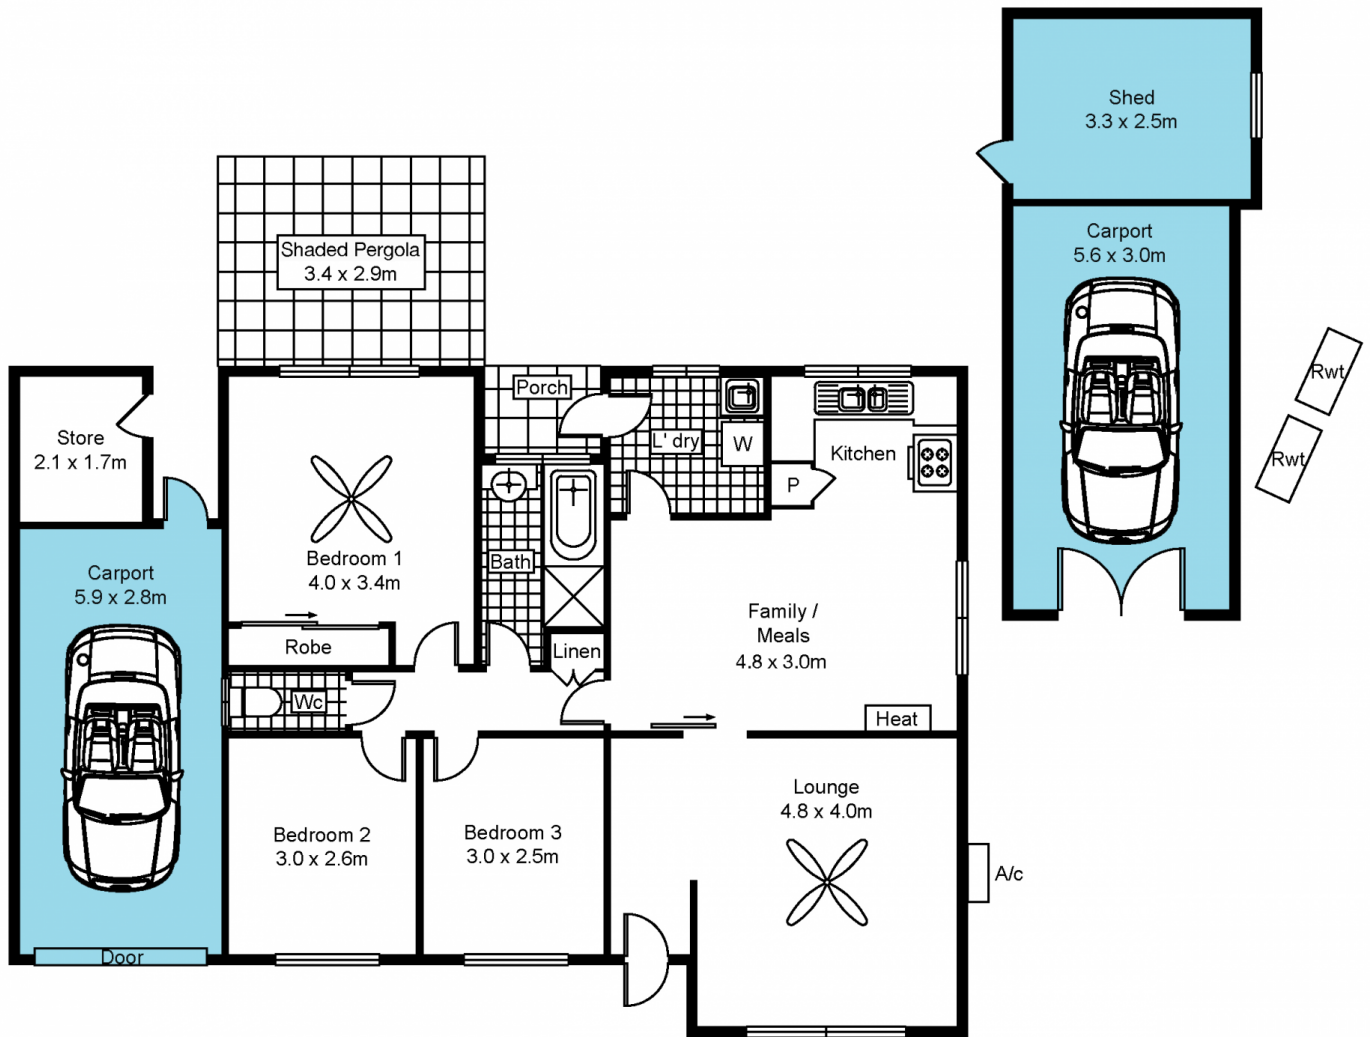 Shed
3.3 x 2.5m
Carport
5.6 x 3.0m
Shaded Pergola
3.4 x 2.9m
Rwt
Rwt
Porch
Store
2.1 x 1.7m
L' dry
W
Kitchen
P
Bedroom 1
4.0 x 3.4m
Bath
Carport
5.9 x 2.8m
Family /
Meals
4.8 x 3.0m
Robe
Linen
Wc
Heat
Lounge
4.8 x 4.0m
Bedroom 2
3.0 x 2.6m
Bedroom 3
3.0 x 2.5m
A/c
Door